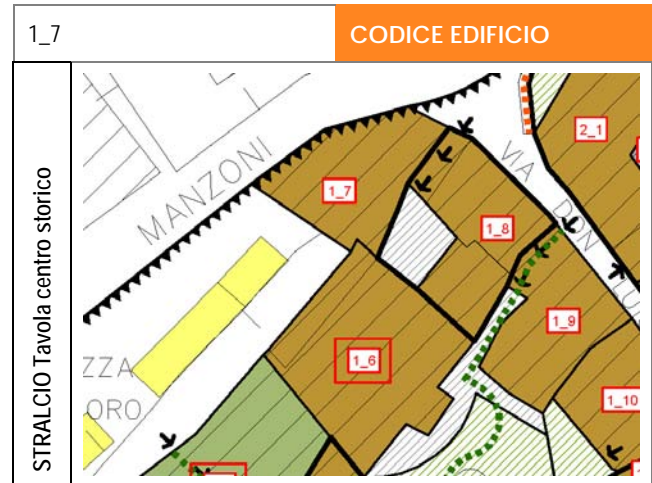 1_7
CODICE EDIFICIO
STRALCIO Tavola centro storico
MANZONI
1_7
VIA DON
2_1
1_8
1_9
1_6
1_10
ZZA
ORO